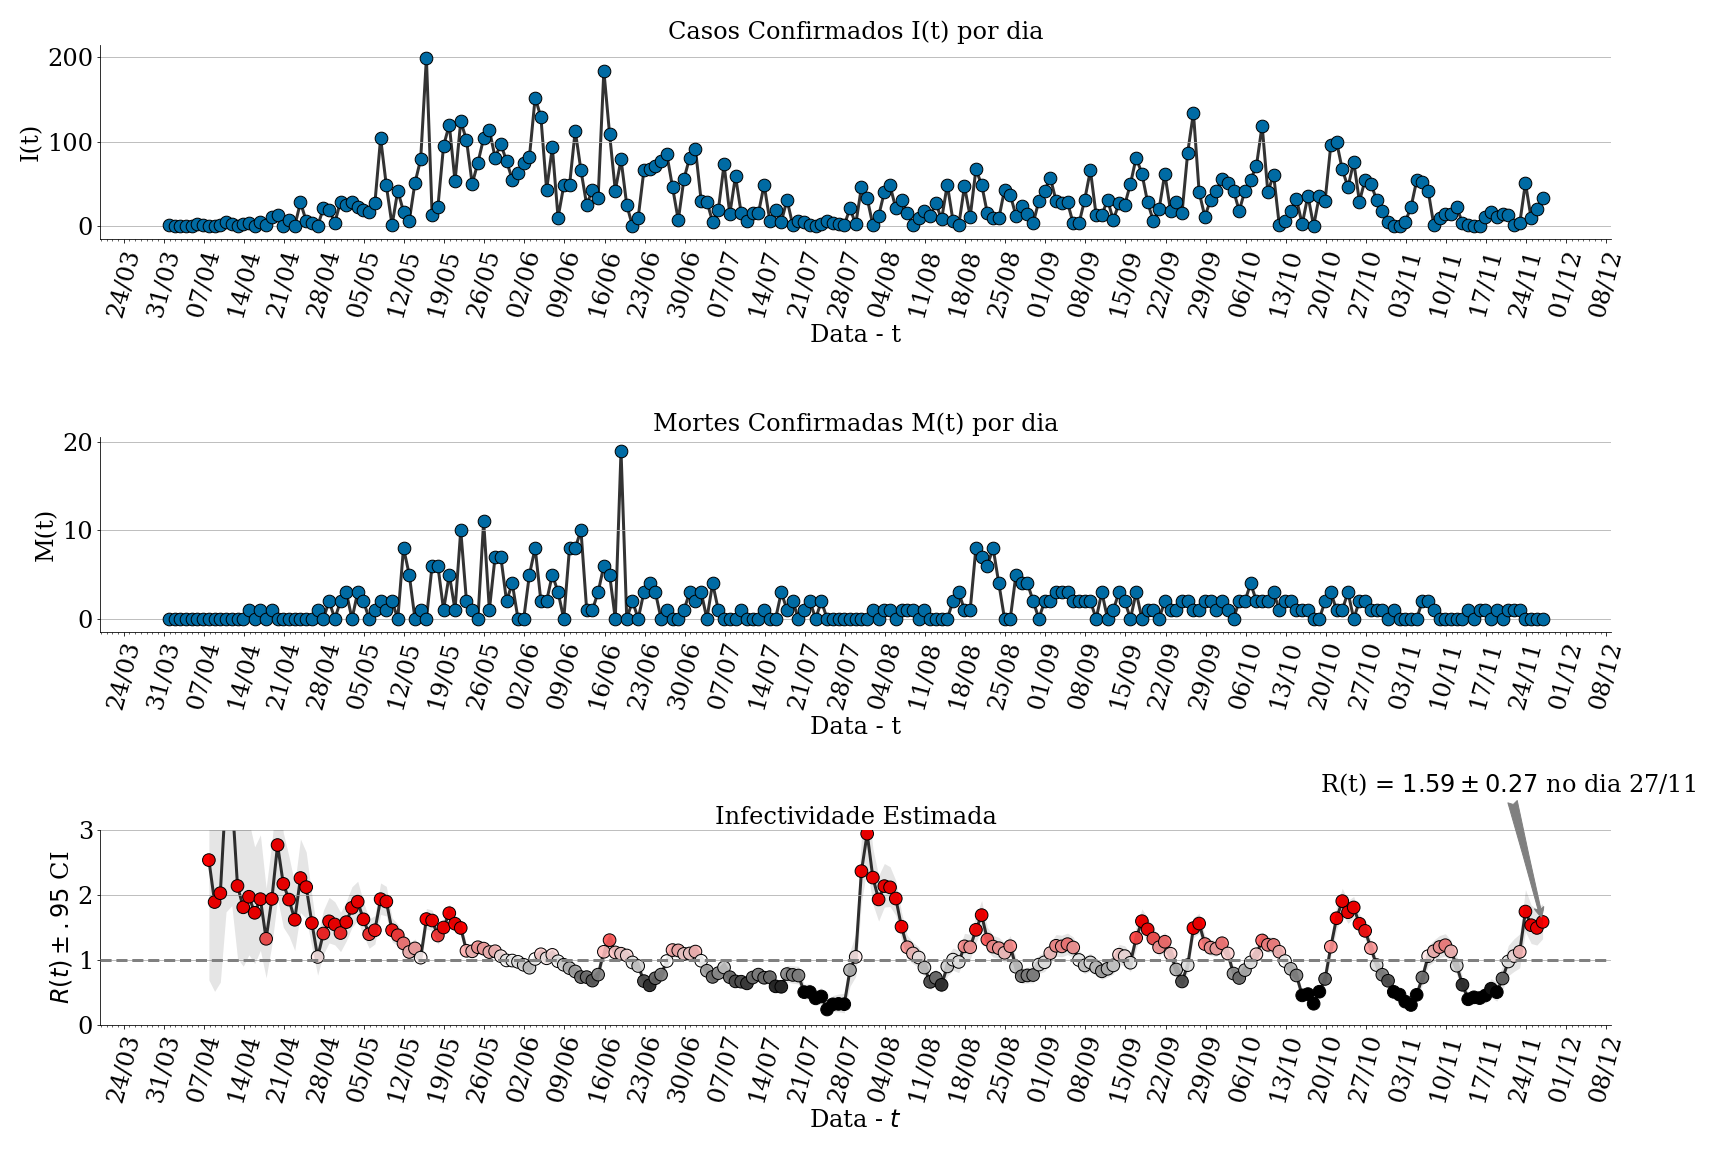 Casos Confirmados I(t) por dia
200
100
0
I(t)
24/03 31/03 07/04 14/04 21/04 28/04 05/05 12/05 19/05 26/05 02/06 09/06 16/06 23/06 30/06 07/07 14/07 21/07 28/07 04/08 11/08 18/08 25/08 01/09 08/09 15/09 22/09 29/09 06/10 13/10 20/10 27/10 03/11 10/11 17/11 24/11 01/12 08/12
Data - t
Mortes Confirmadas M(t) por dia
20
10
0
M(t)
24/03 31/03 07/04 14/04 21/04 28/04 05/05 12/05 19/05 26/05 02/06 09/06 16/06 23/06 30/06 07/07 14/07 21/07 28/07 04/08 11/08 18/08 25/08 01/09 08/09 15/09 22/09 29/09 06/10 13/10 20/10 27/10 03/11 10/11 17/11 24/11 01/12 08/12
Data - t
R(t) = 1.59 ± 0.27 no dia 27/11
Infectividade Estimada
3
2
1
0
R(t) ± .95 CI
24/03 31/03 07/04 14/04 21/04 28/04 05/05 12/05 19/05 26/05 02/06 09/06 16/06 23/06 30/06 07/07 14/07 21/07 28/07 04/08 11/08 18/08 25/08 01/09 08/09 15/09 22/09 29/09 06/10 13/10 20/10 27/10 03/11 10/11 17/11 24/11 01/12 08/12
Data - t